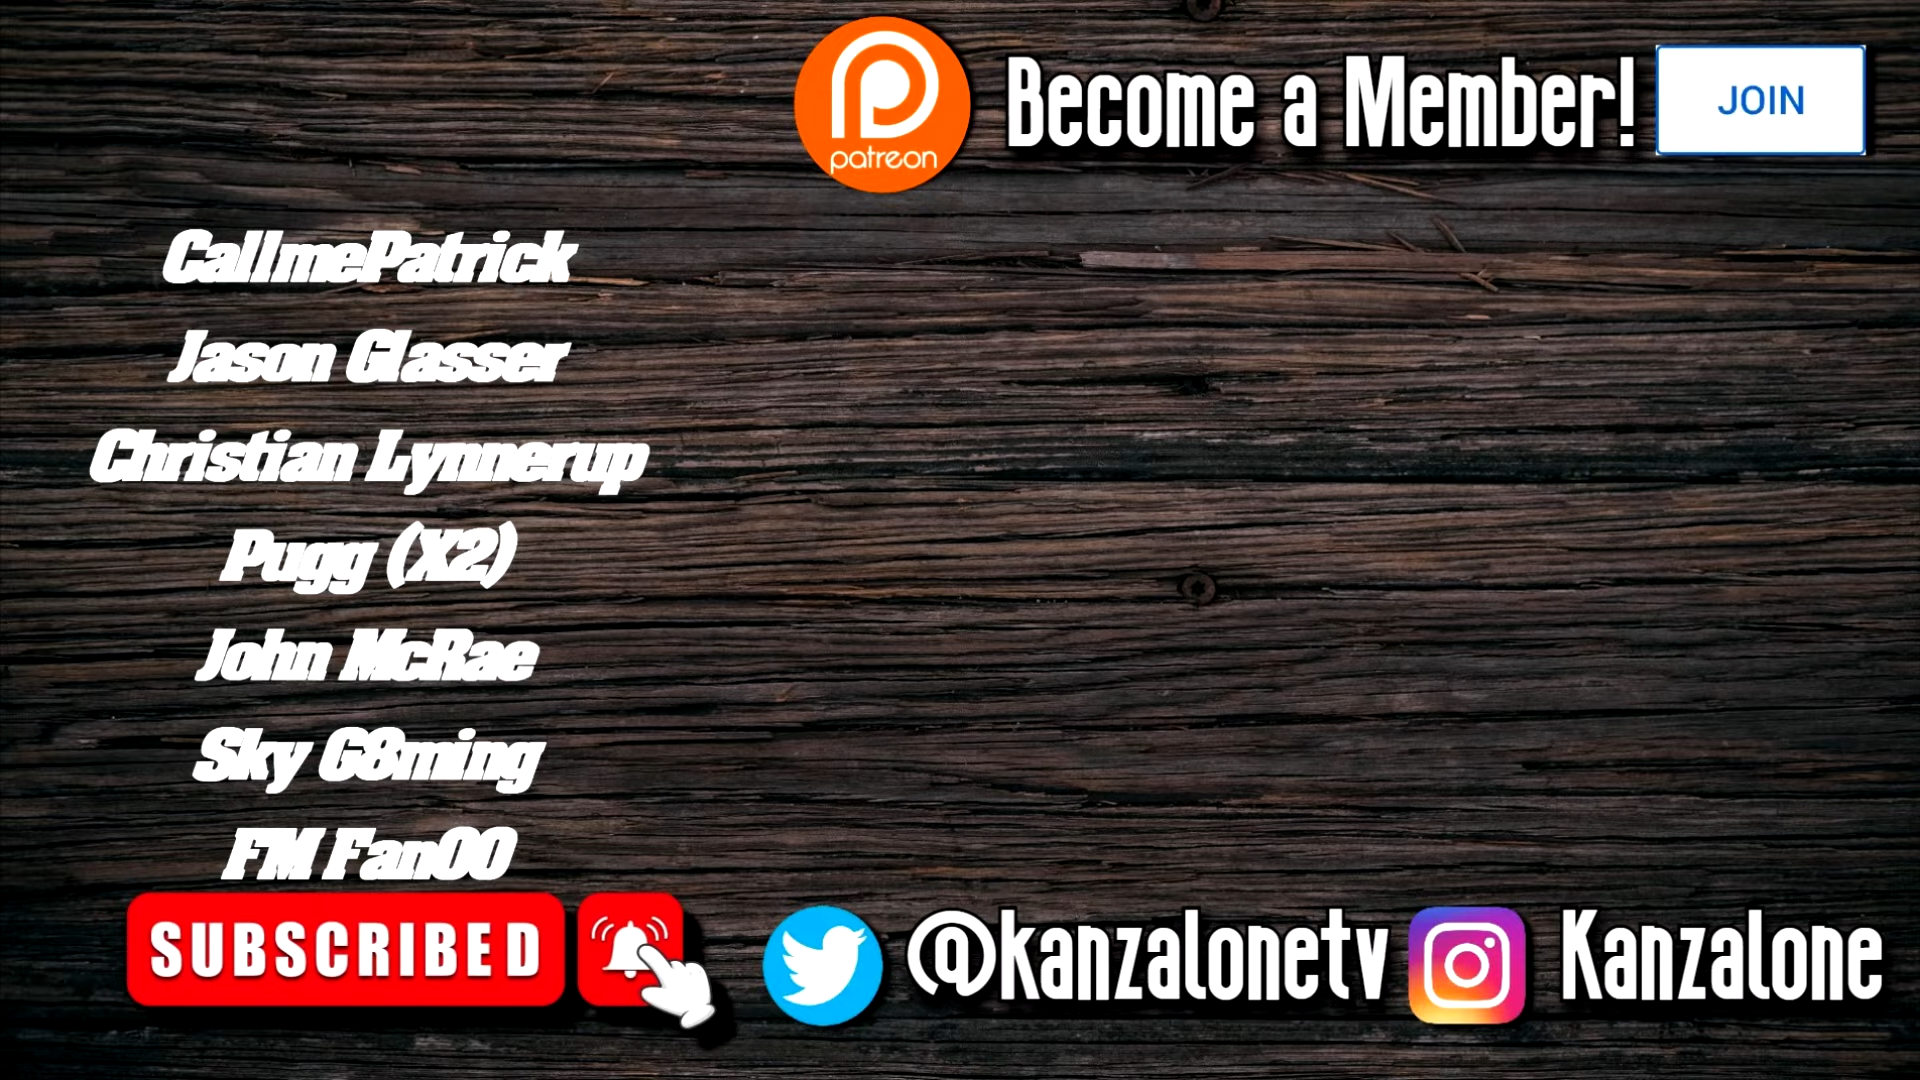 patreon
Become a Member!
JOIN
CallmePatrick
Jason Glasser
Christian Lynnerup
Pugg (X2)
John McRae
Sky G8ming
FM Fan00
SUBSCRIBED
@kanzalonetv
Kanzalone